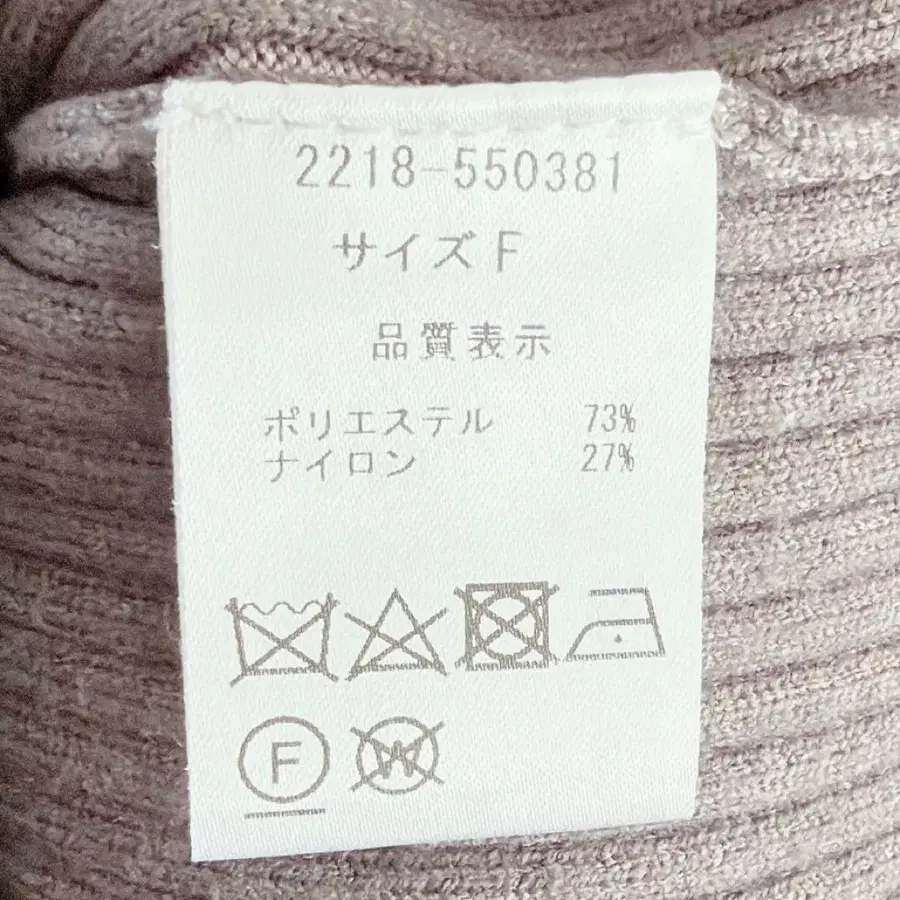 2218-550381
サイズ F
品質表示
ポリエステル 73%
ナイロン 27%
F W